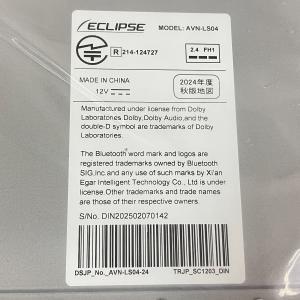 ECLIPSE MODEL: AVN-LS04
R 214-124727
2.4 FH1
MADE IN CHINA
12V
2024年度
秋版地図
Manufactured under license from Dolby
Laboratories Dolby,Dolby Audio,and the
double-D symbol are trademarks of Dolby
Laboratories.
The Bluetooth® word mark and logos are
registered trademarks owned by Bluetooth
SIG,inc.and any use of such marks by Xi'an
Egar Intelligent Technology Co., Ltd is
under license Other trademarks and trade names
are those of their respective owners.
S/No. DIN202502070142
DSJP_No._AVN-LS04-24 TRJP_SC1203_DIN